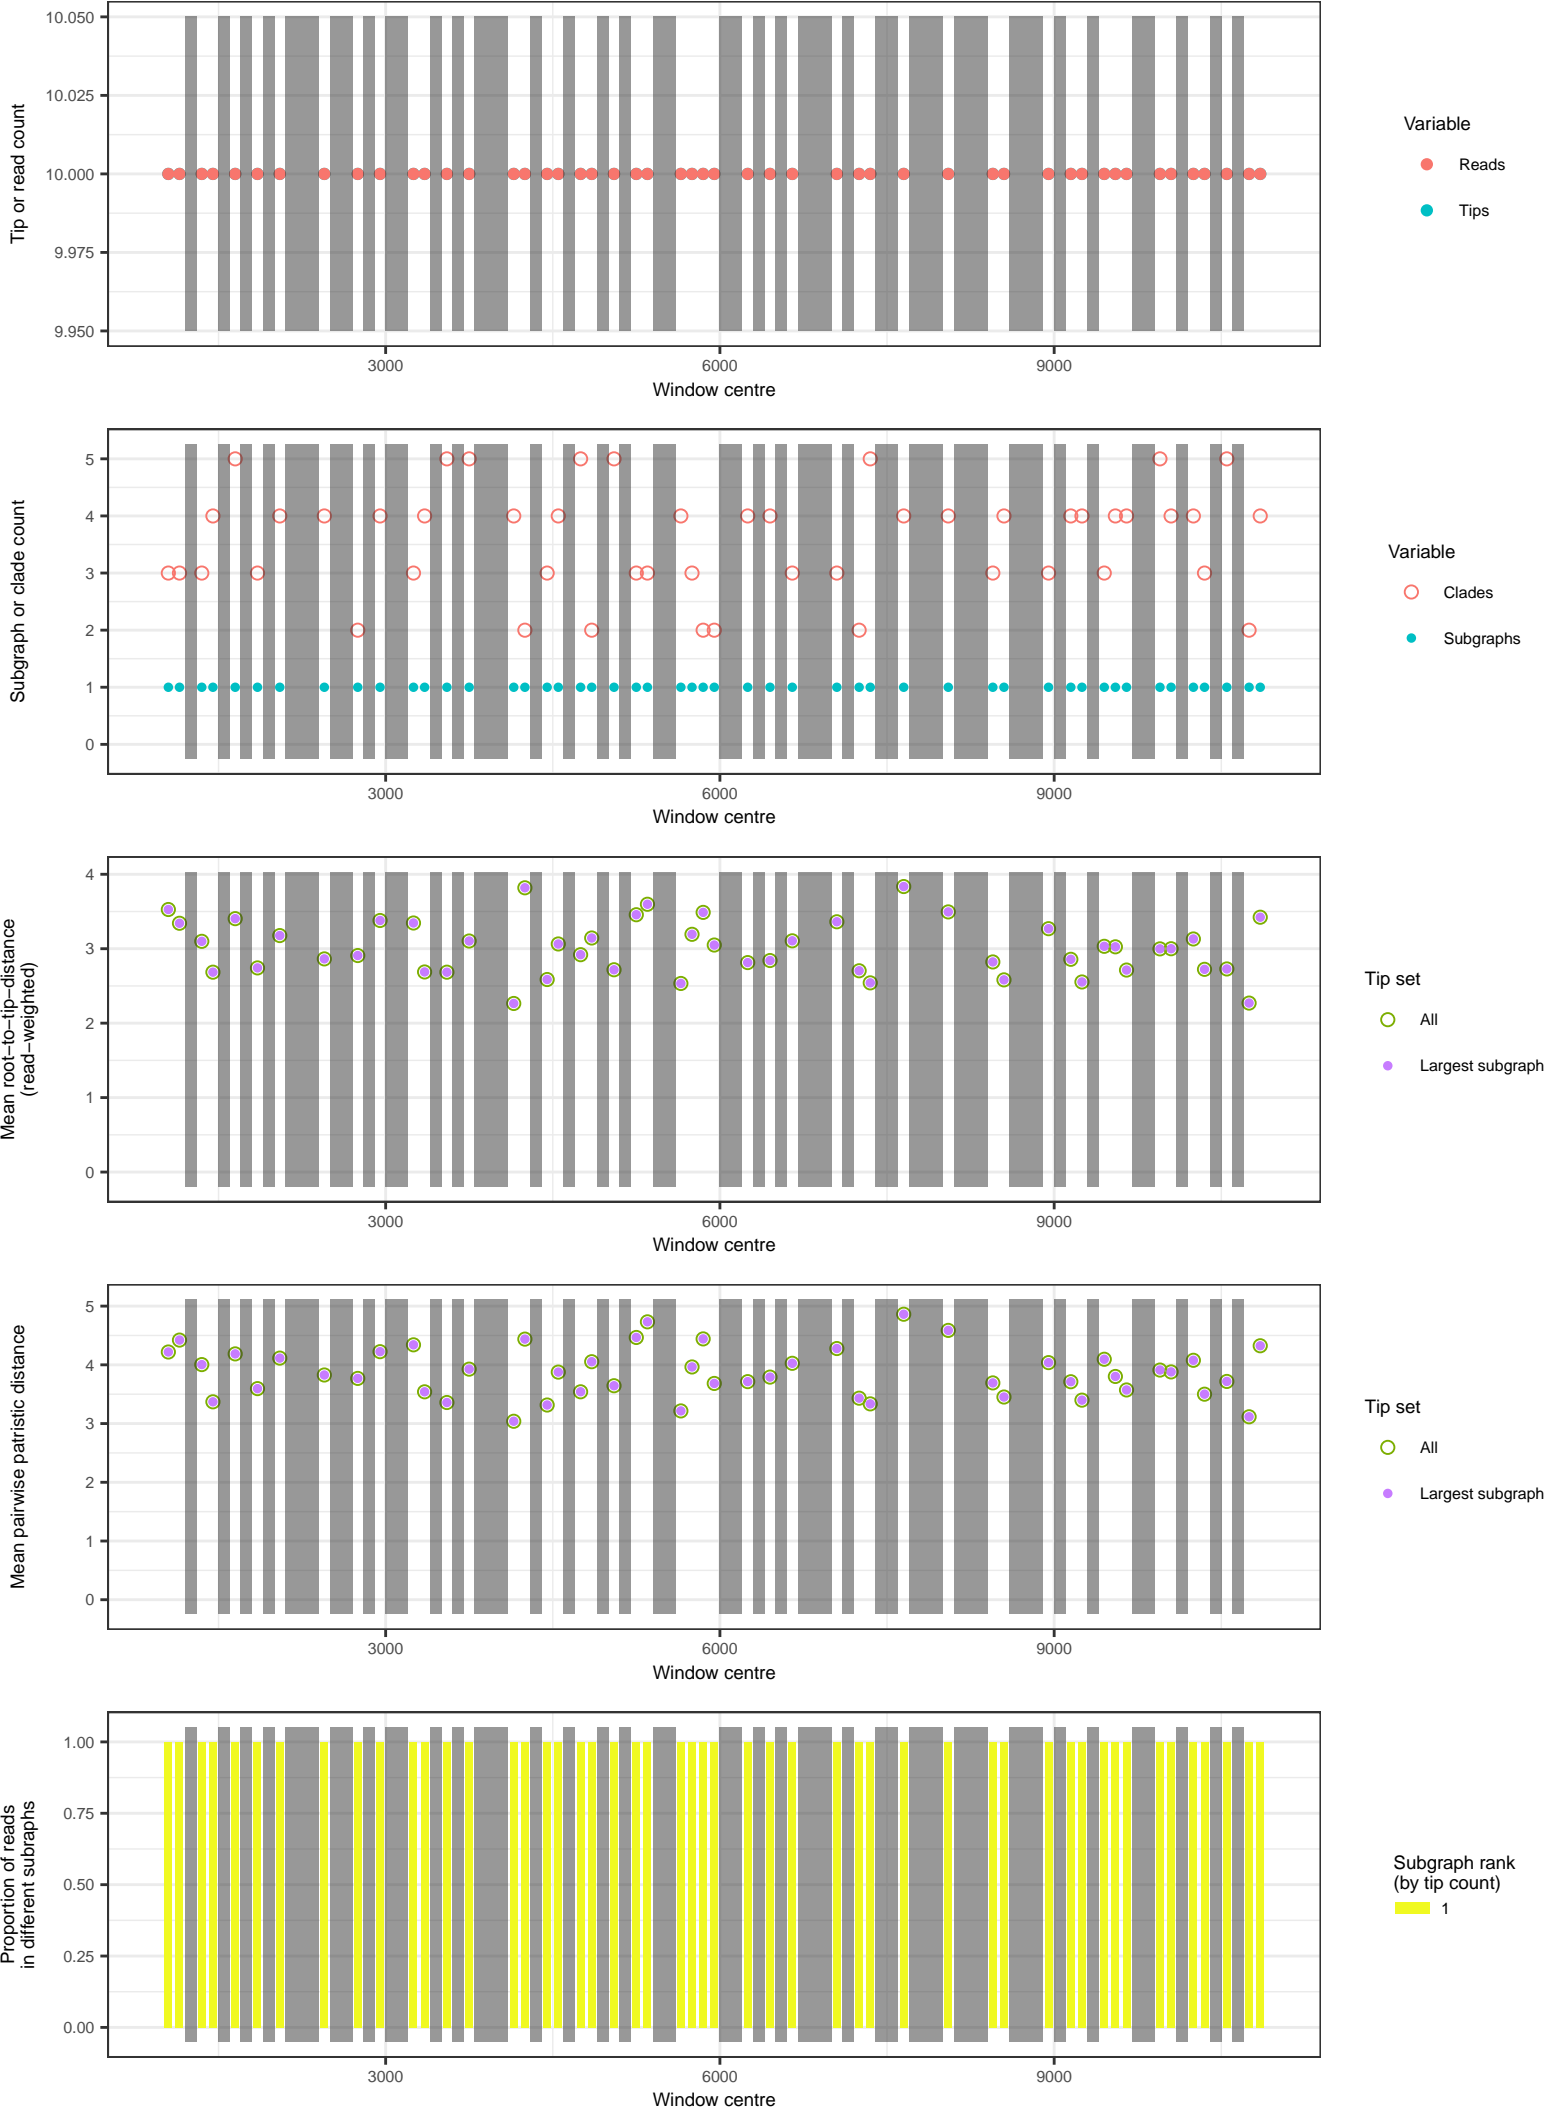 10.050
10.025
10.000
9.975
9.950
Tip or read count
3000
6000
9000
Window centre
Variable
Reads
Tips
5
4
3
2
1
0
Subgraph or clade count
3000
6000
9000
Window centre
Variable
Clades
Subgraphs
4
3
2
1
0
Mean root−to−tip−distance
(read−weighted)
3000
6000
9000
Window centre
Tip set
All
Largest subgraph
5
4
3
2
1
0
Mean pairwise patristic distance
3000
6000
9000
Window centre
Tip set
All
Largest subgraph
1.00
0.75
0.50
0.25
0.00
Proportion of reads
in different subraphs
3000
6000
9000
Window centre
Subgraph rank
(by tip count)
1